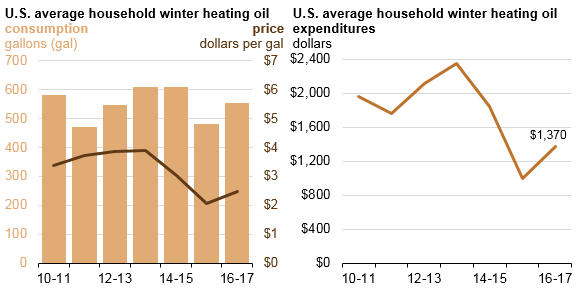 U.S. average household winter heating oil
consumption price
gallons (gal) dollars per gal
700 $7
600 $6
500 $5
400 $4
300 $3
200 $2
100 $1
0 $0
10-11 12-13 14-15 16-17
U.S. average household winter heating oil
expenditures
dollars
$2,400
$2,000
$1,600
$1,370
$1,200
$800
$400
$0
10-11 12-13 14-15 16-17